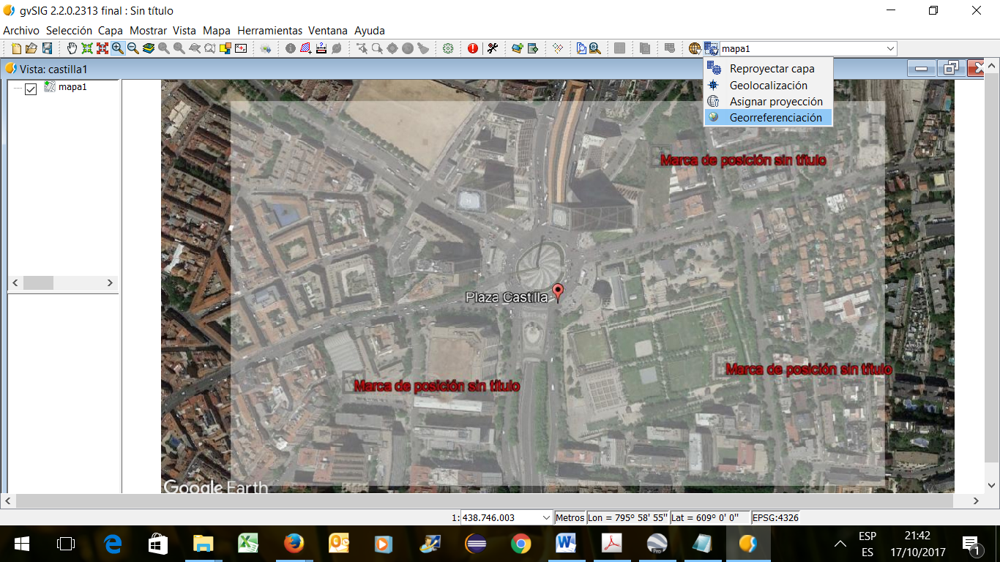 gvSIG 2.2.0.2313 final : Sin título
Archivo Selección Capa Mostrar Vista Mapa Herramientas Ventana Ayuda
mapa1
Vista: castilla1
mapa1
Reproyectar capa
Geolocalización
Asignar proyección
Georreferenciación
Marca de posición sin título
Plaza Castilla
Marca de posición sin título
Marca de posición sin título
Google Earth
1: 438.746.003 Metros Lon = 795° 58' 55" Lat = 609° 0' 0" EPSG:4326
ESP
ES
21:42
17/10/2017
1
Pro